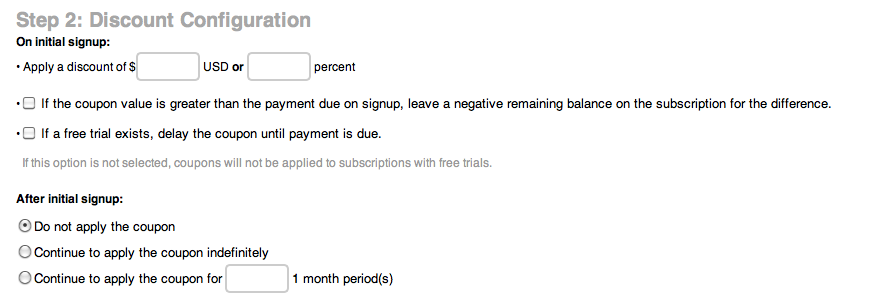 Step 2: Discount Configuration
On initial signup:
• Apply a discount of $ USD or percent
• If the coupon value is greater than the payment due on signup, leave a negative remaining balance on the subscription for the difference.
• If a free trial exists, delay the coupon until payment is due.
If this option is not selected, coupons will not be applied to subscriptions with free trials.
After initial signup:
Do not apply the coupon
Continue to apply the coupon indefinitely
Continue to apply the coupon for 1 month period(s)